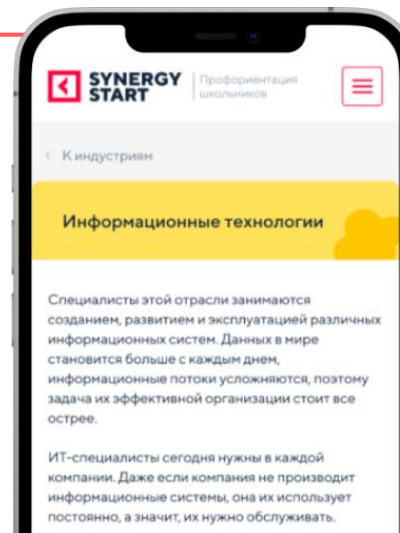 SYNERGY
START
Профориентация
школьников
К индустриям
Информационные технологии
Специалисты этой отрасли занимаются
созданием, развитием и эксплуатацией различных
информационных систем. Данных в мире
становится больше с каждым днем,
информационные потоки усложняются, поэтому
задача их эффективной организации стоит все
острее.
ИТ-специалисты сегодня нужны в каждой
компании. Даже если компания не производит
информационные системы, она их использует
постоянно, а значит, их нужно обслуживать.